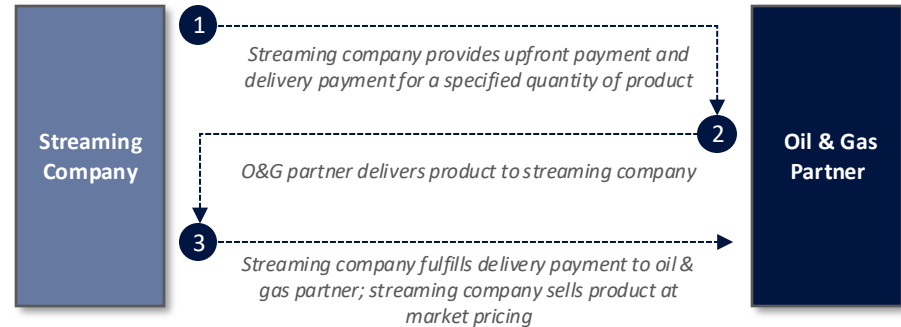 1
Streaming company provides upfront payment and
delivery payment for a specified quantity of product
Streaming
Company
2
Oil & Gas
Partner
O&G partner delivers product to streaming company
3
Streaming company fulfills delivery payment to oil &
gas partner; streaming company sells product at
market pricing